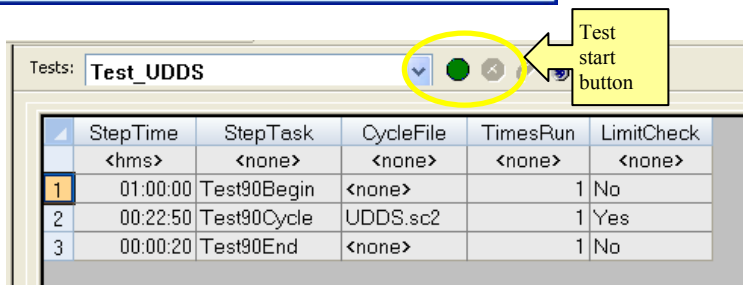 Test
start
button
Tests: Test_UDDS
StepTime StepTask CycleFile TimesRun LimitCheck
<hms> <none> <none> <none> <none>
1 01:00:00 Test90Begin <none> 1 No
2 00:22:50 Test90Cycle UDDS.sc2 1 Yes
3 00:00:20 Test90End <none> 1 No